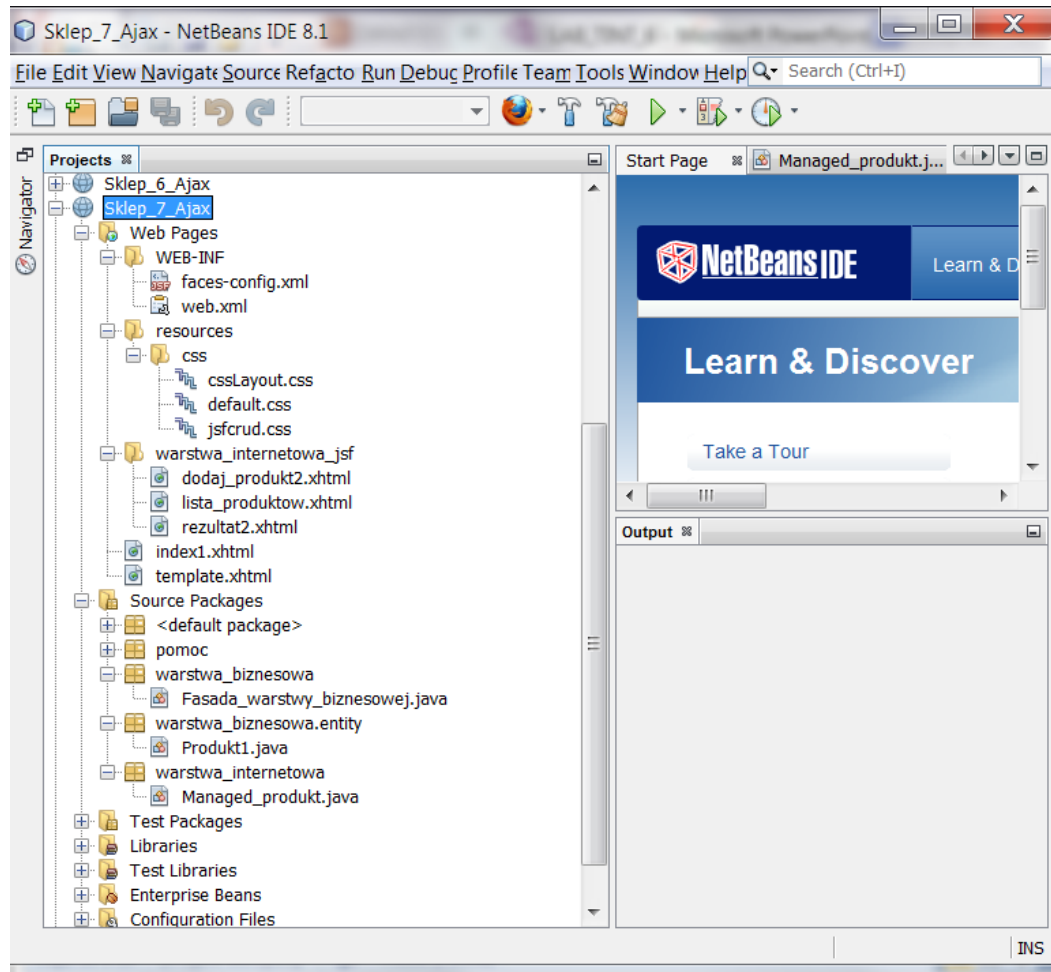 Sklep_7_Ajax - NetBeans IDE 8.1
File Edit View Navigate Source Refacto Run Debug Profile Team Tools Window Help Search (Ctrl+I)
Navigator
Projects
Sklep_6_Ajax
Sklep_7_Ajax
Web Pages
WEB-INF
faces-config.xml
web.xml
resources
css
cssLayout.css
default.css
jsfcrud.css
warstwa_internetowa_jsf
dodaj_produkt2.xhtml
lista_produktow.xhtml
rezultat2.xhtml
index1.xhtml
template.xhtml
Source Packages
<default package>
pomoc
warstwa_biznesowa
Fasada_warstwy_biznesowej.java
warstwa_biznesowa.entity
Produkt1.java
warstwa_internetowa
Managed_produkt.java
Test Packages
Libraries
Test Libraries
Enterprise Beans
Configuration Files
Start Page Managed_produkt.j...
NetBeans IDE Learn & D
Learn & Discover
Take a Tour
Output
INS